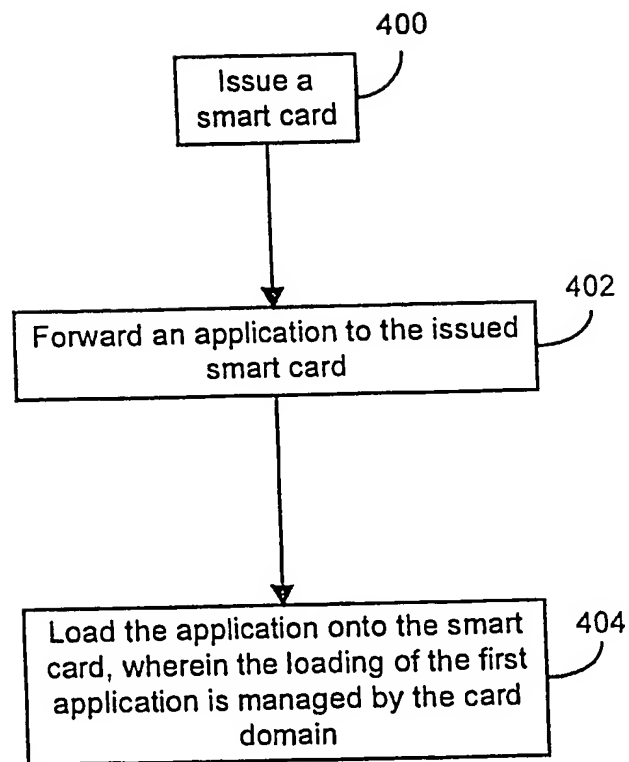 400
Issue a
smart card
402
Forward an application to the issued
smart card
404
Load the application onto the smart
card, wherein the loading of the first
application is managed by the card
domain